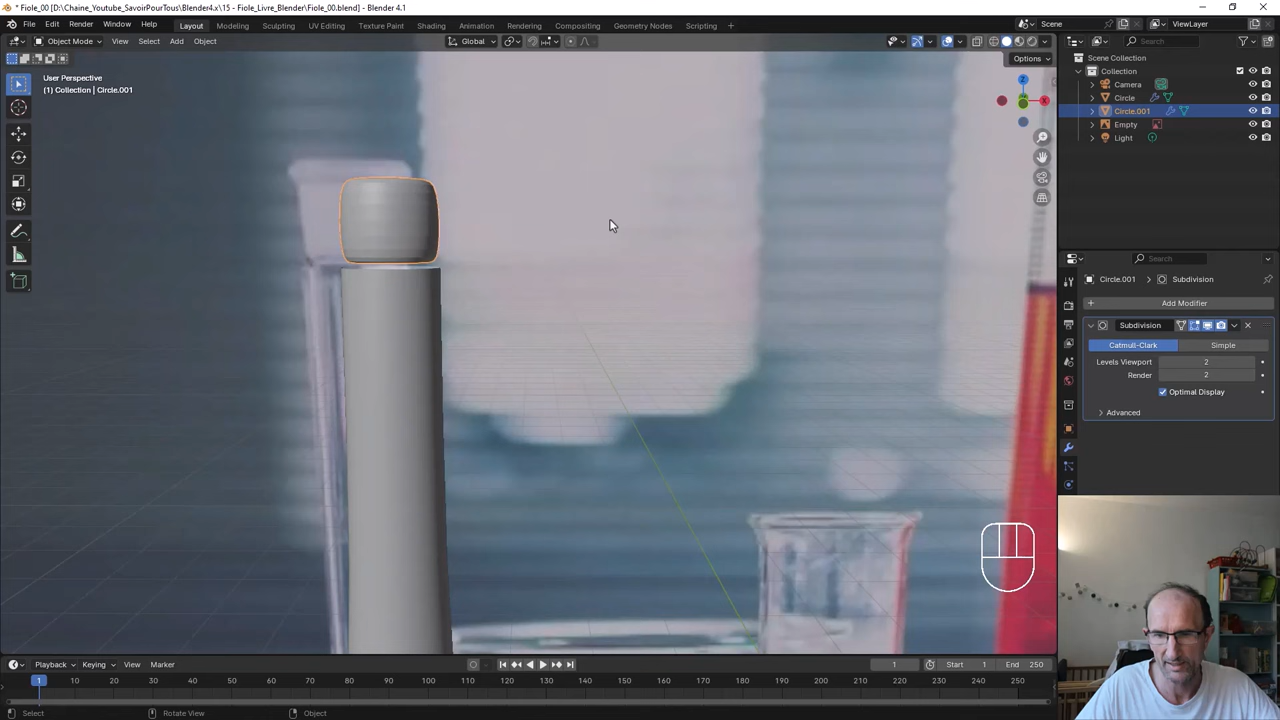 * Fiole_00 [D:\Chaine_Youtube_SavoirPourTous\Blender4.x\15 - Fiole_Livre_Blender\Fiole_00.blend] - Blender 4.1
File Edit Render Window Help Layout Modeling Sculpting UV Editing Texture Paint Shading Animation Rendering Compositing Geometry Nodes Scripting + Scene ViewLayer
Object Mode View Select Add Object Global Search
Options
User Perspective
(1) Collection | Circle.001
Z
X
Scene Collection
Collection
Camera
Circle
Circle.001
Empty
Light
Search
Circle.001 > Subdivision
+ Add Modifier
Subdivision
Catmull-Clark Simple
Levels Viewport 2
Render 2
Optimal Display
Advanced
Playback Keying View Marker 1 Start 1 End 250
1 10 20 30 40 50 60 70 80 90 100 110 120 130 140 150 160 170 180 190 200 210 220 230 240 250
Select Rotate View Object